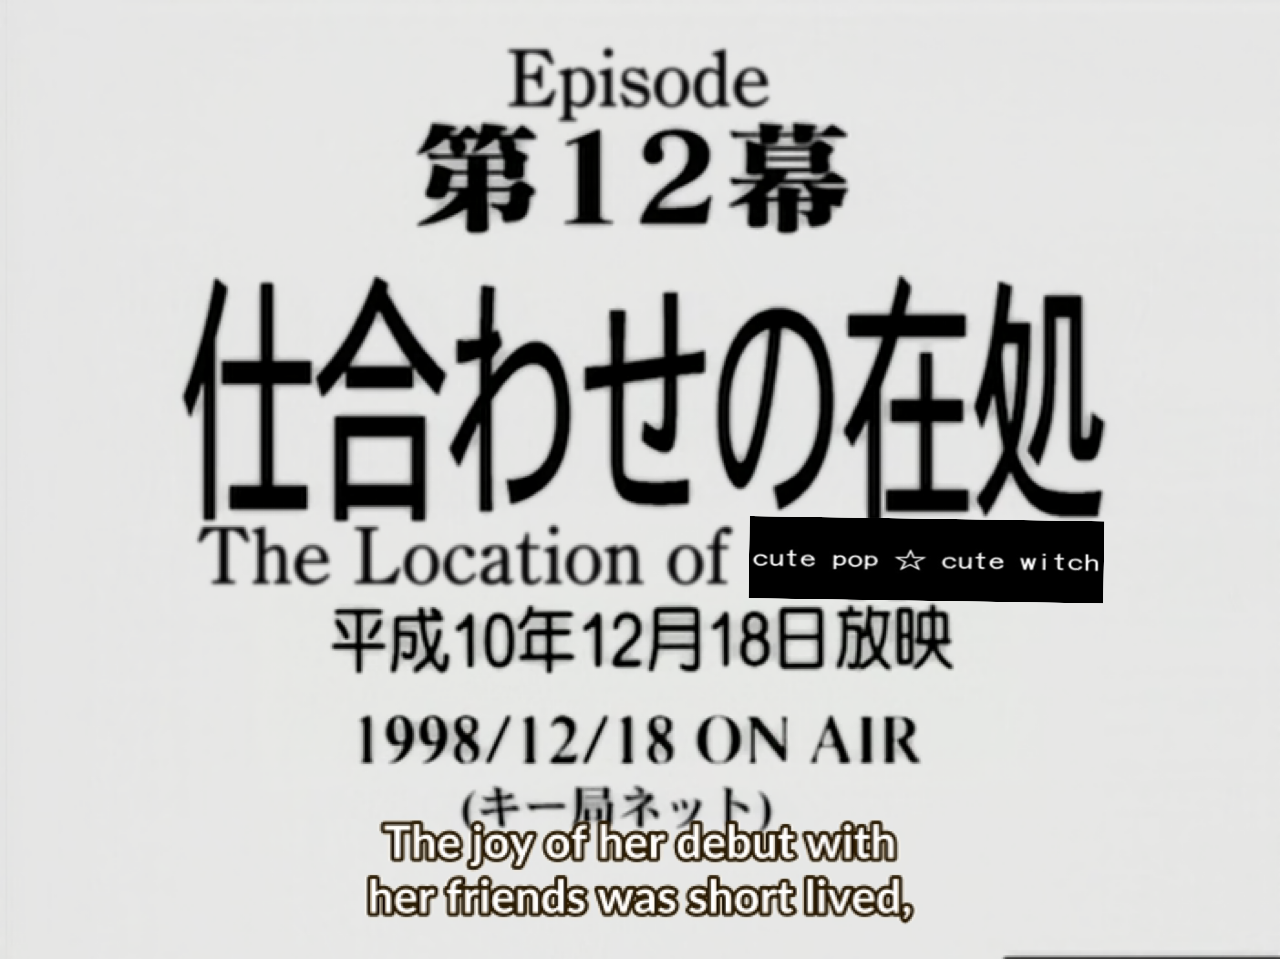 Episode
第12幕
仕合わせの在処
The Location of cute pop ☆ cute witch
平成10年12月18日放映
1998/12/18 ON AIR
(キー局ネット)
The joy of her debut with
her friends was short lived,